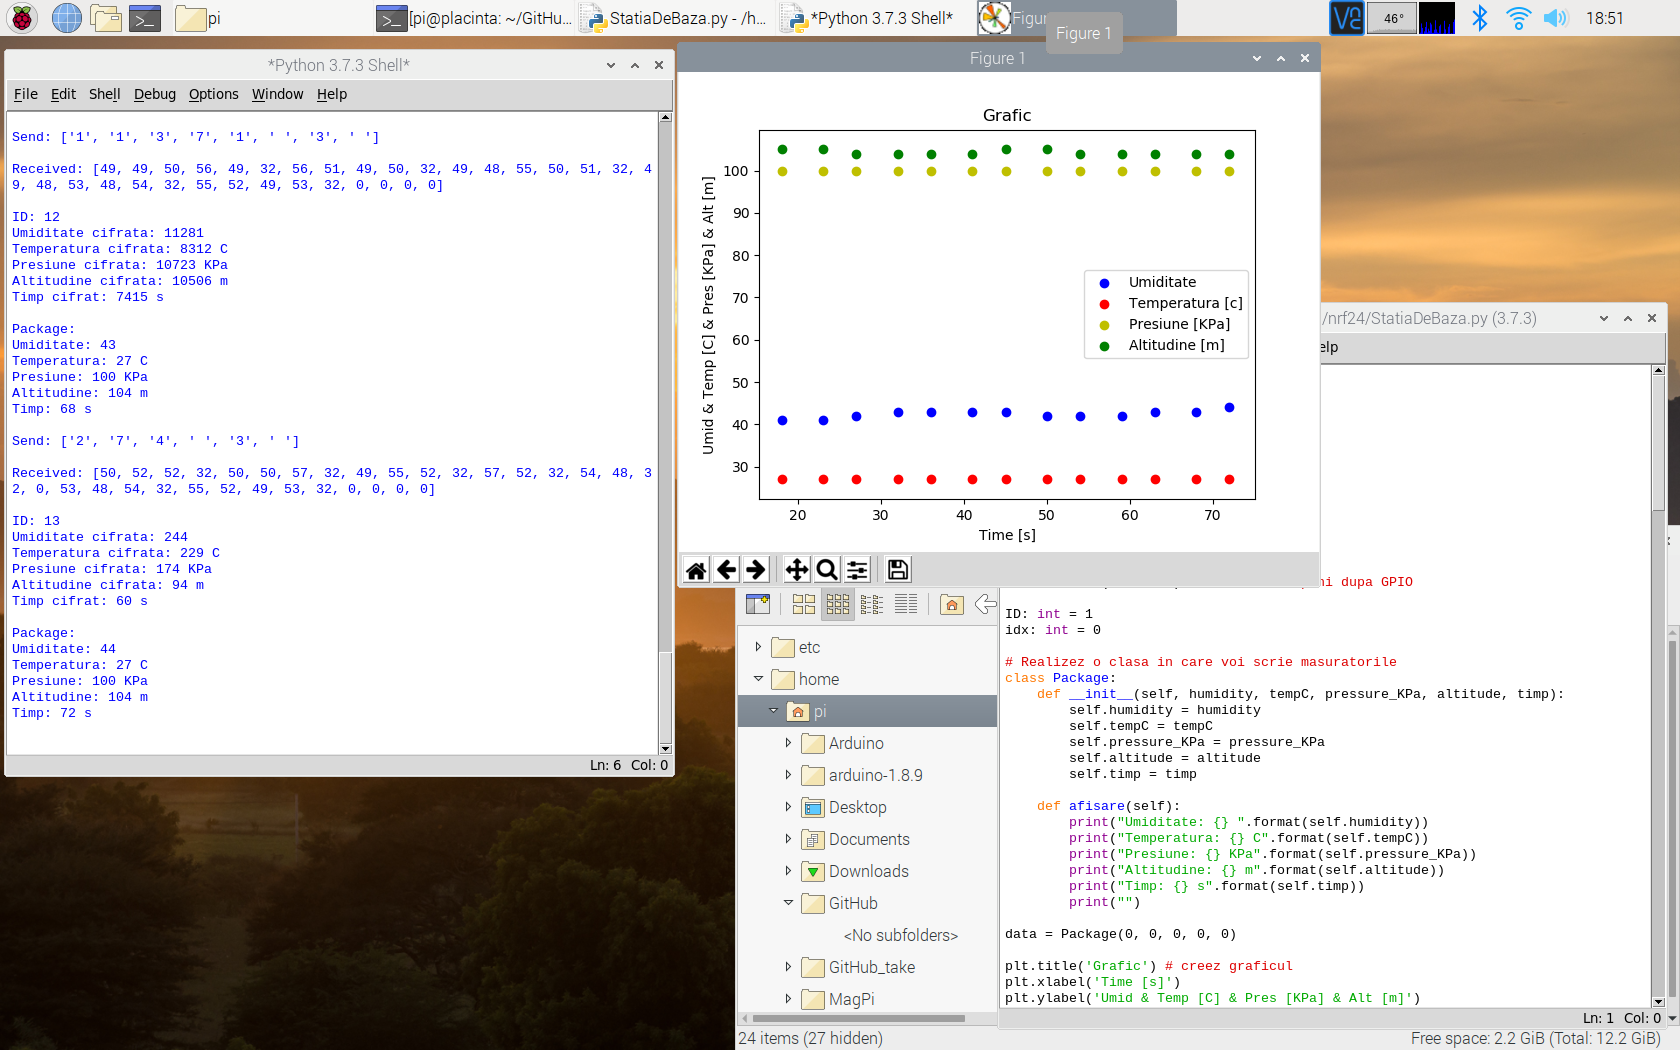 pi
[pi@placinta: ~/GitHu...
StatiaDeBaza.py - /h...
*Python 3.7.3 Shell*
Figu
Figure 1
46°
18:51
*Python 3.7.3 Shell*
File Edit Shell Debug Options Window Help
Send: ['1', '1', '3', '7', '1', ' ', '3', ' ']
Received: [49, 49, 50, 56, 49, 32, 56, 51, 49, 50, 32, 49, 48, 55, 50, 51, 32, 4
9, 48, 53, 48, 54, 32, 55, 52, 49, 53, 32, 0, 0, 0, 0]
ID: 12
Umiditate cifrata: 11281
Temperatura cifrata: 8312 C
Presiune cifrata: 10723 KPa
Altitudine cifrata: 10506 m
Timp cifrat: 7415 s
Package:
Umiditate: 43
Temperatura: 27 C
Presiune: 100 KPa
Altitudine: 104 m
Timp: 68 s
Send: ['2', '7', '4', ' ', '3', ' ']
Received: [50, 52, 52, 32, 50, 50, 57, 32, 49, 55, 52, 32, 57, 52, 32, 54, 48, 3
2, 0, 53, 48, 54, 32, 55, 52, 49, 53, 32, 0, 0, 0, 0]
ID: 13
Umiditate cifrata: 244
Temperatura cifrata: 229 C
Presiune cifrata: 174 KPa
Altitudine cifrata: 94 m
Timp cifrat: 60 s
Package:
Umiditate: 44
Temperatura: 27 C
Presiune: 100 KPa
Altitudine: 104 m
Timp: 72 s
Ln: 6 Col: 0
Figure 1
Grafic
Umid & Temp [C] & Pres [KPa] & Alt [m]
100
90
80
70
60
50
40
30
Umiditate
Temperatura [c]
Presiune [KPa]
Altitudine [m]
20 30 40 50 60 70
Time [s]
/nrf24/StatiaDeBaza.py (3.7.3)
elp
ni dupa GPIO
ID: int = 1
idx: int = 0
# Realizez o clasa in care voi scrie masuratorile
class Package:
def __init__(self, humidity, tempC, pressure_KPa, altitude, timp):
self.humidity = humidity
self.tempC = tempC
self.pressure_KPa = pressure_KPa
self.altitude = altitude
self.timp = timp
def afisare(self):
print("Umiditate: {} ".format(self.humidity))
print("Temperatura: {} C".format(self.tempC))
print("Presiune: {} KPa".format(self.pressure_KPa))
print("Altitudine: {} m".format(self.altitude))
print("Timp: {} s".format(self.timp))
print("")
data = Package(0, 0, 0, 0, 0)
plt.title('Grafic') # creez graficul
plt.xlabel('Time [s]')
plt.ylabel('Umid & Temp [C] & Pres [KPa] & Alt [m]')
Ln: 1 Col: 0
etc
home
pi
Arduino
arduino-1.8.9
Desktop
Documents
Downloads
GitHub
<No subfolders>
GitHub_take
MagPi
24 items (27 hidden)
Free space: 2.2 GiB (Total: 12.2 GiB)